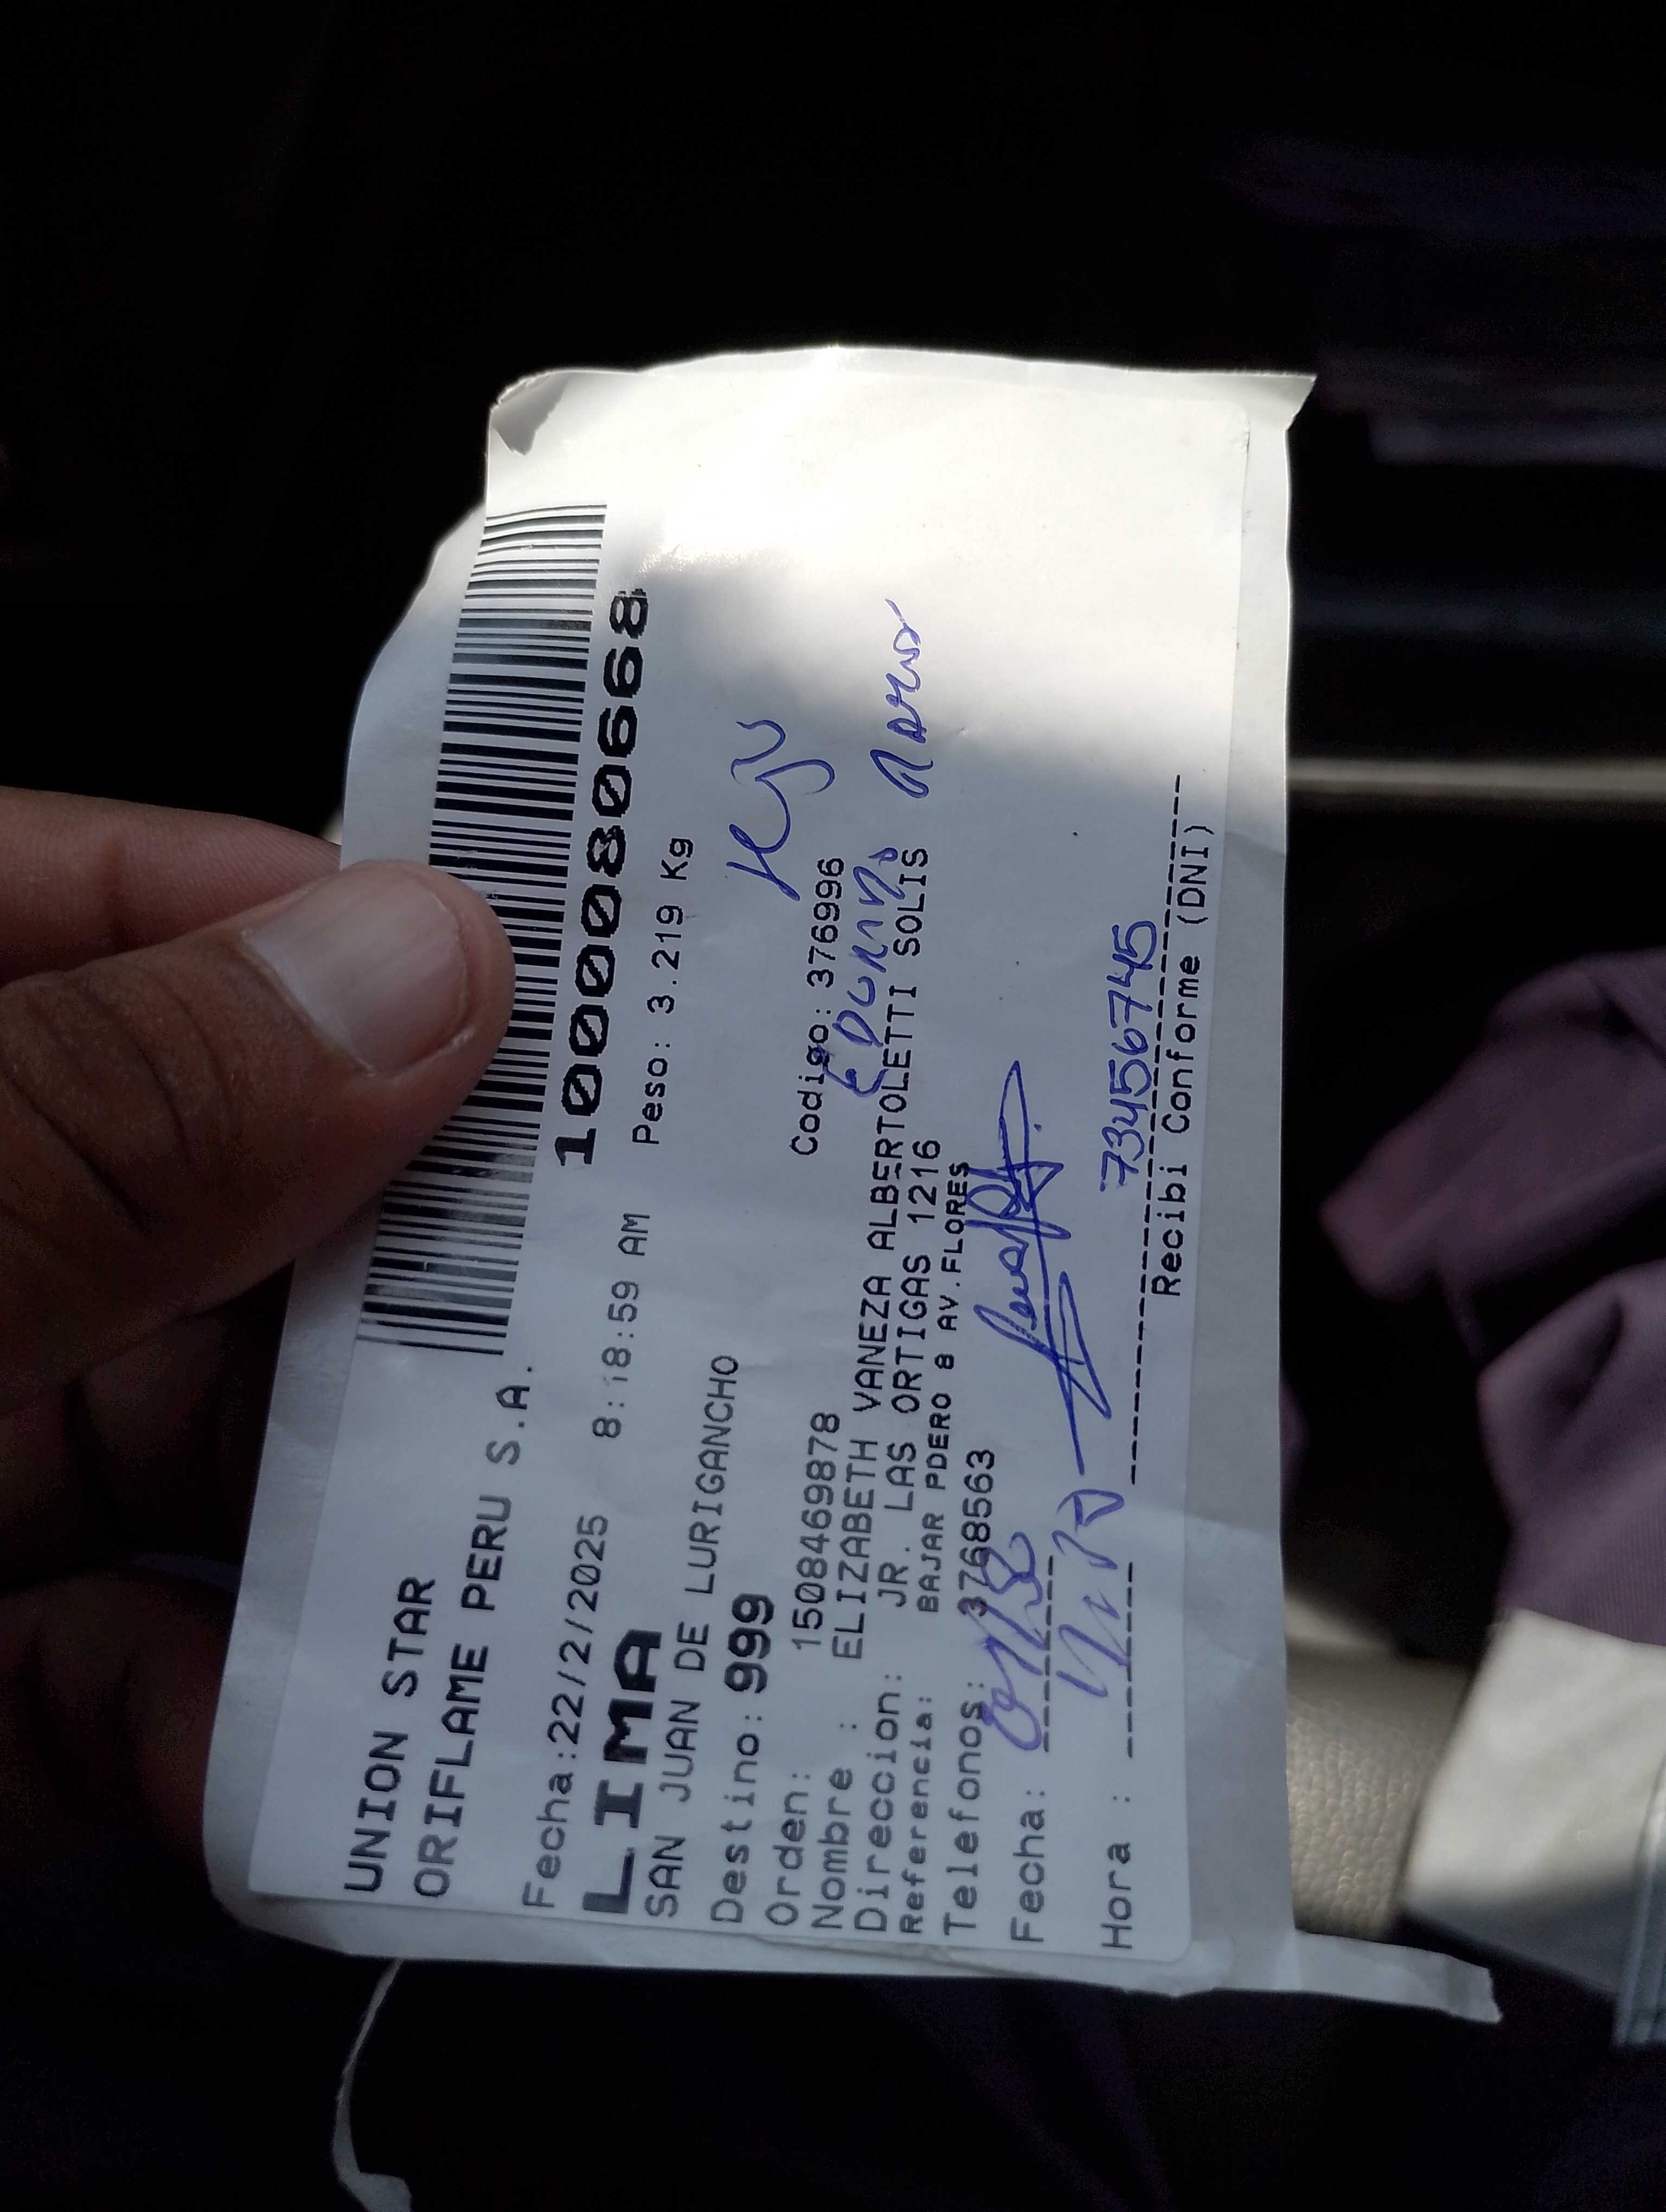 UNION STAR
ORIFLAME PERU S.A.
1000080668
Fecha:22/2/2025 8:18:59 AM Peso: 3.219 Kg
LIMA
SAN JUAN DE LURIGANCHO
Destino: 999
Orden: 1508469878 Codigo: 376996
Nombre : ELIZABETH VANEZA ALBERTOLETTI SOLIS
Direccion: JR. LAS ORTIGAS 1216
Referencia: BAJAR PDERO 8 AV.FLORES
Telefonos: 3768563
Fecha:
73456745
Hora :
Recibi Conforme (DNI)